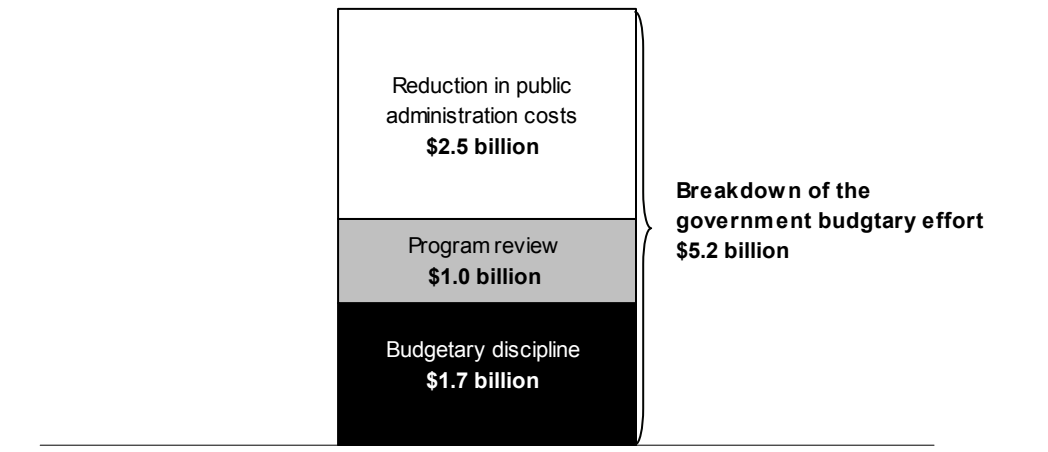 Reduction in public
administration costs
$2.5 billion
Program review
$1.0 billion
Budgetary discipline
$1.7 billion
Breakdown of the
government budgtary effort
$5.2 billion